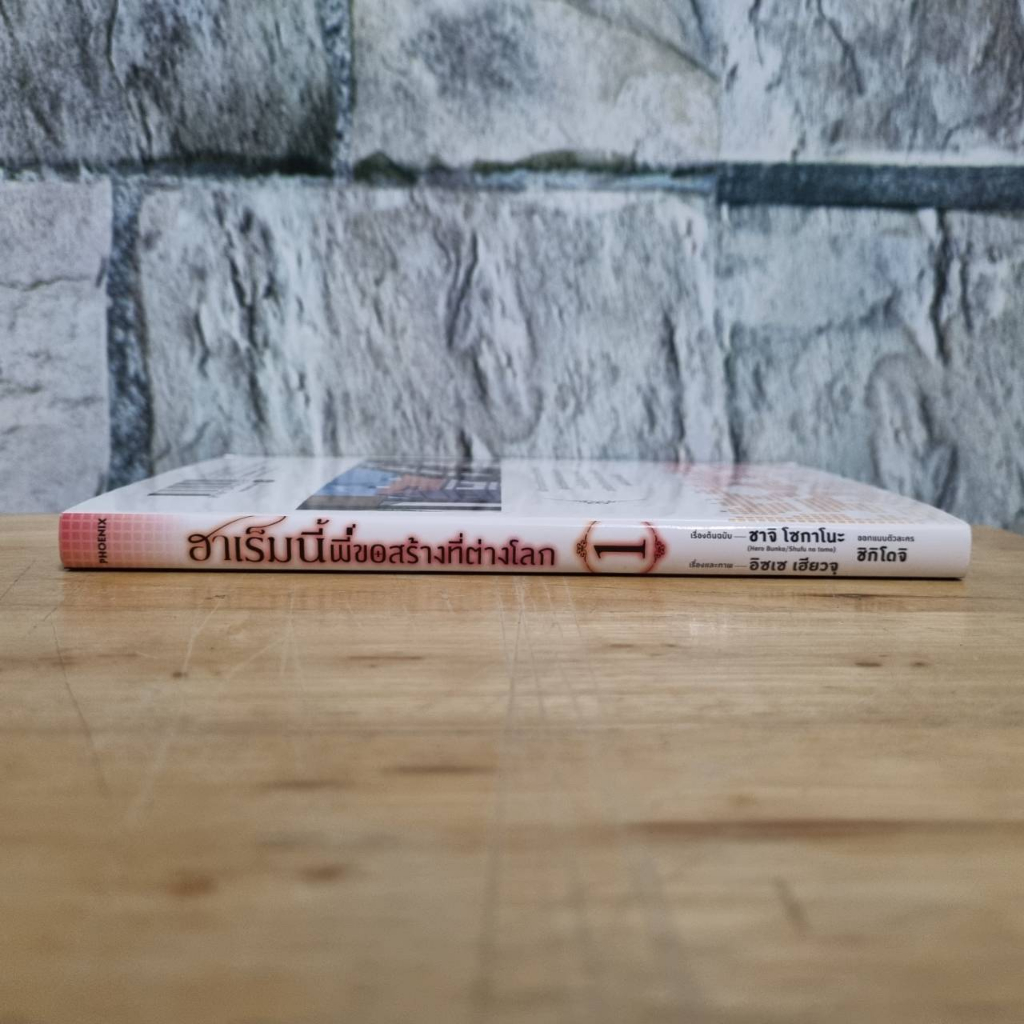 PHOENIX
ฮาเร็มนี้พี่ขอสร้างที่ต่างโลก
1
เรื่องต้นฉบับ — ชาจิ โซกาโนะ
(Hero Bunko/Shufu no tomo)
เรื่องและภาพ — อิชเช เฮียวจุ
ออกแบบตัวละคร
ชิกิโดจิ